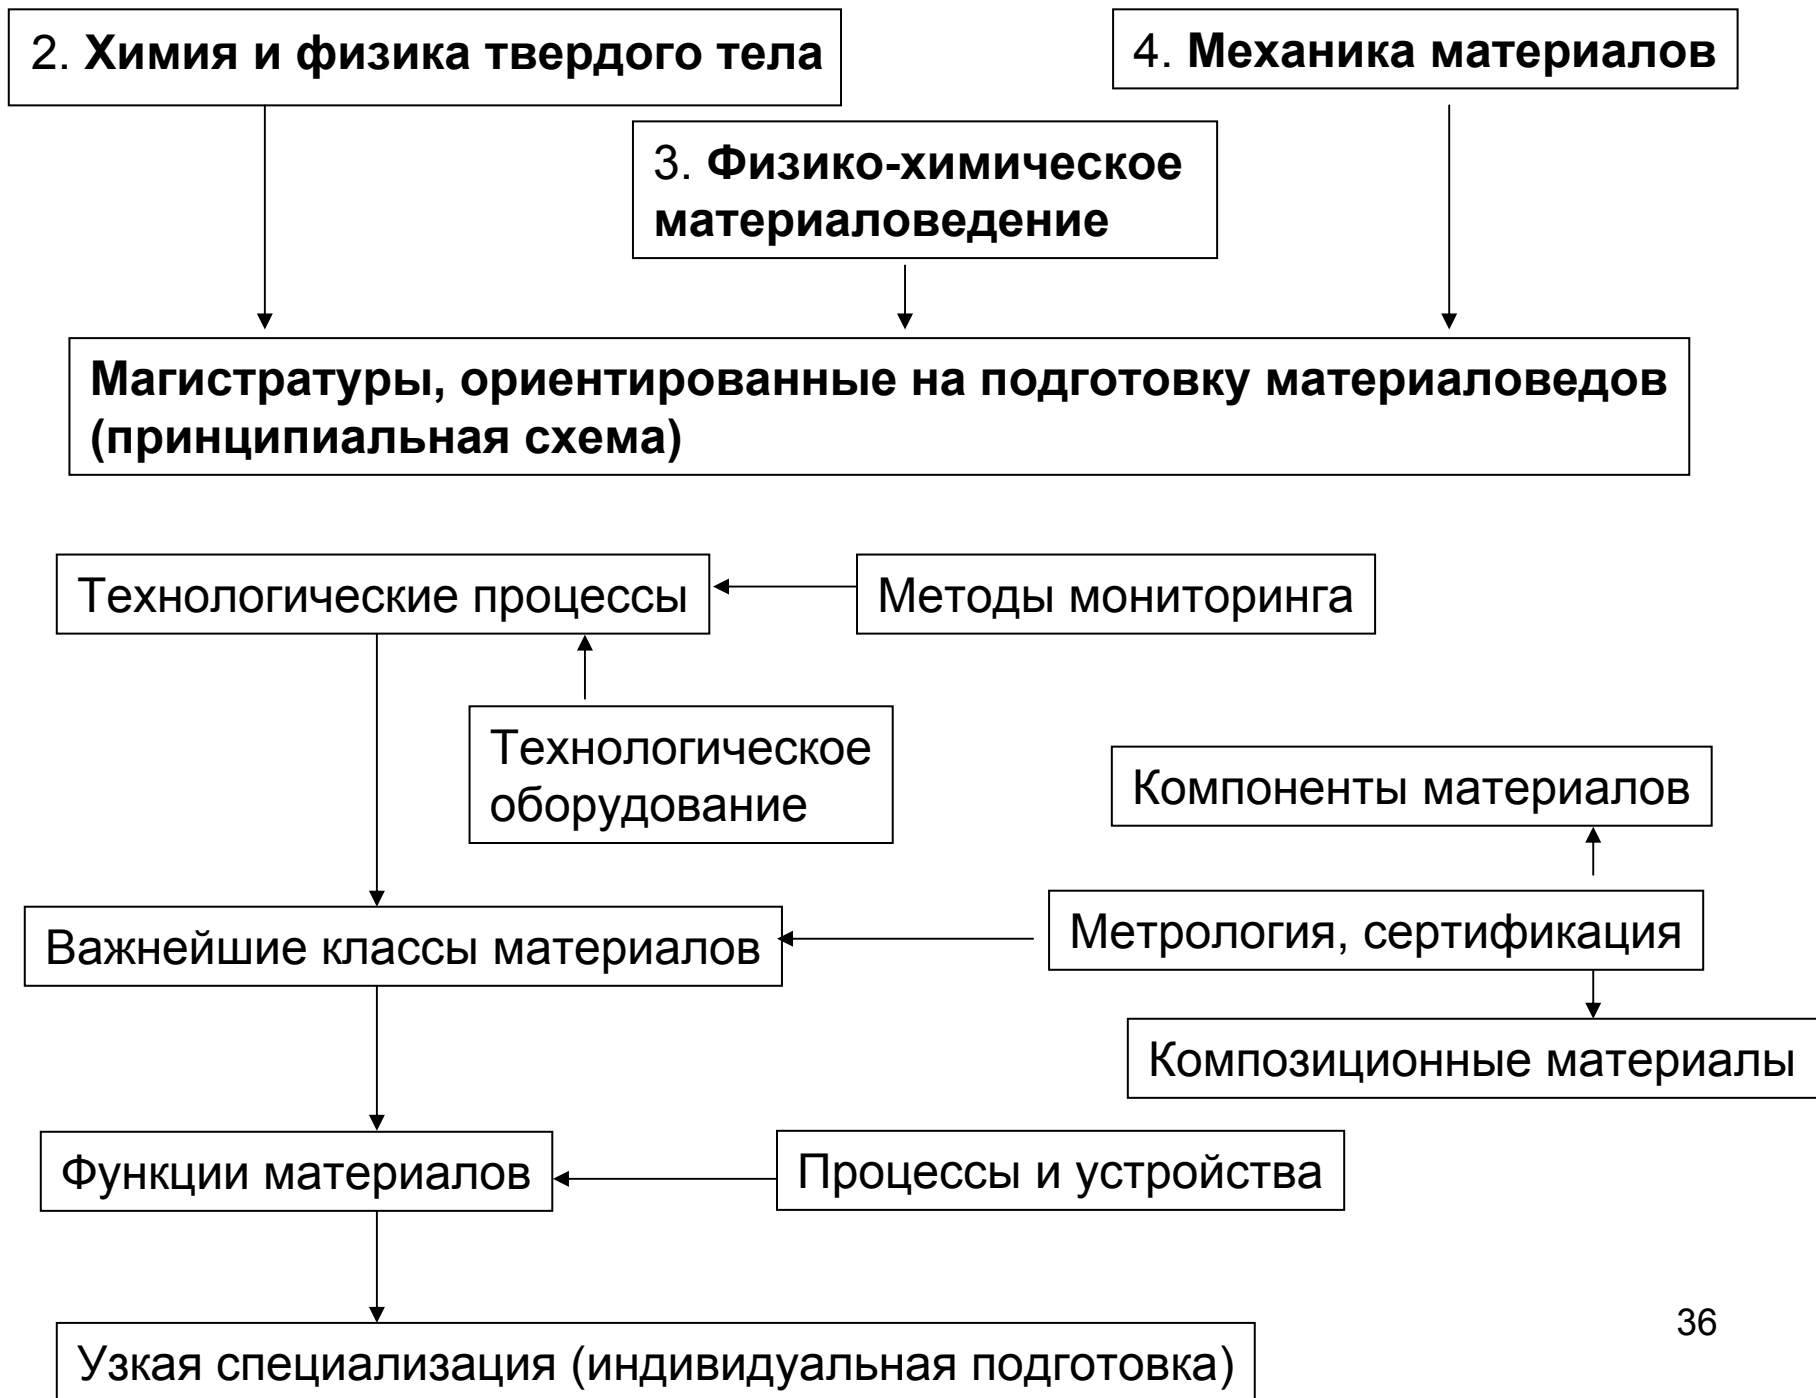 2. Химия и физика твердого тела
4. Механика материалов
3. Физико-химическое
материаловедение
Магистратуры, ориентированные на подготовку материаловедов
(принципиальная схема)
Технологические процессы
Методы мониторинга
Технологическое
оборудование
Компоненты материалов
Важнейшие классы материалов
Метрология, сертификация
Композиционные материалы
Функции материалов
Процессы и устройства
36
Узкая специализация (индивидуальная подготовка)